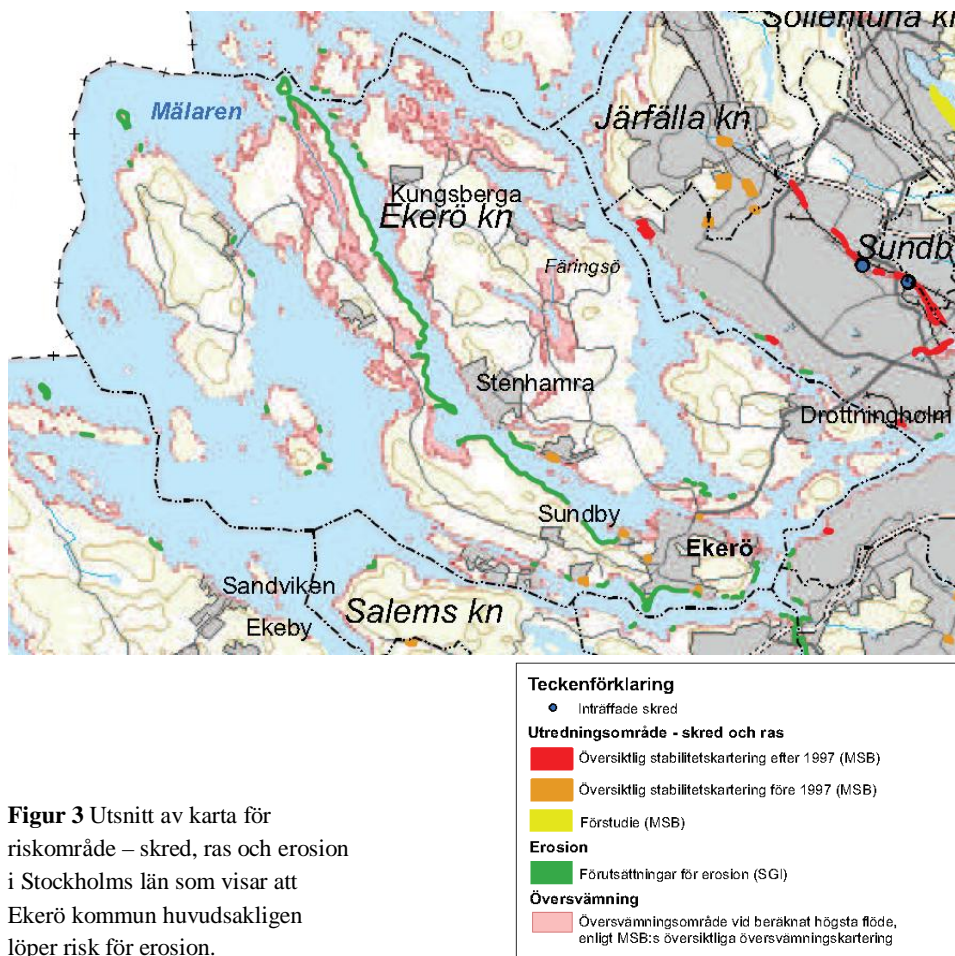 Sollentuna kn
Mälaren
Järfälla kn
Kungsberga
Ekerö kn
Sundb
Färingsö
Stenhamra
Drottningholm
Sundby
Ekerö
Sandviken
Salems kn
Ekeby
Teckenförklaring
Inträffade skred
Utredningsområde - skred och ras
Översiktlig stabilitetskartering efter 1997 (MSB)
Översiktlig stabilitetskartering före 1997 (MSB)
Förstudie (MSB)
Erosion
Förutsättningar för erosion (SGI)
Översvämning
Översvämningsområde vid beräknat högsta flöde,
enligt MSB:s översiktliga översvämningskartering
Figur 3 Utsnitt av karta för
riskområde – skred, ras och erosion
i Stockholms län som visar att
Ekerö kommun huvudsakligen
löper risk för erosion.